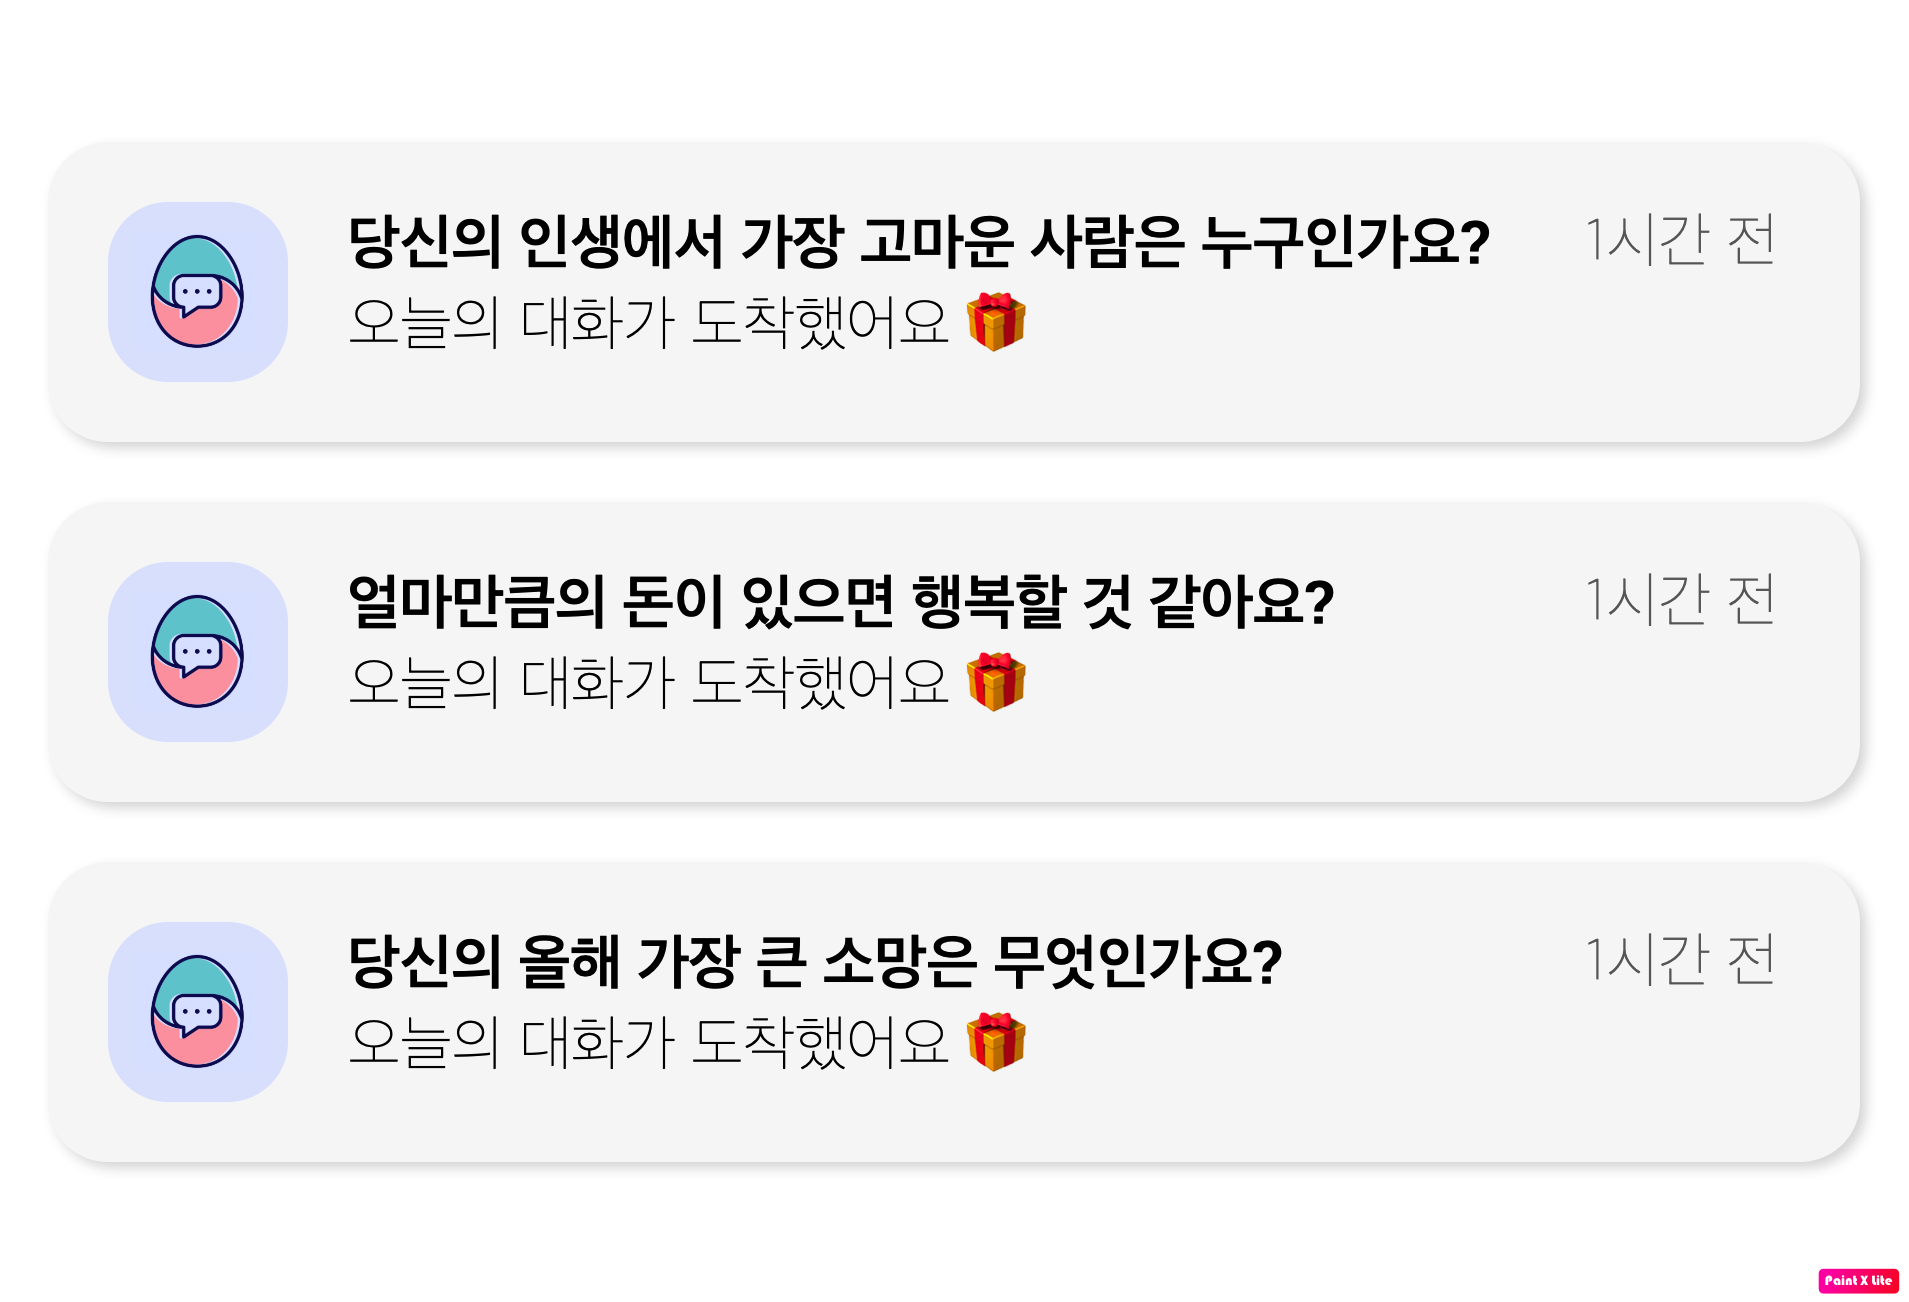 당신의 인생에서 가장 고마운 사람은 누구인가요? 1시간 전
오늘의 대화가 도착했어요 🎁
얼마만큼의 돈이 있으면 행복할 것 같아요? 1시간 전
오늘의 대화가 도착했어요 🎁
당신의 올해 가장 큰 소망은 무엇인가요? 1시간 전
오늘의 대화가 도착했어요 🎁
Paint X Lite